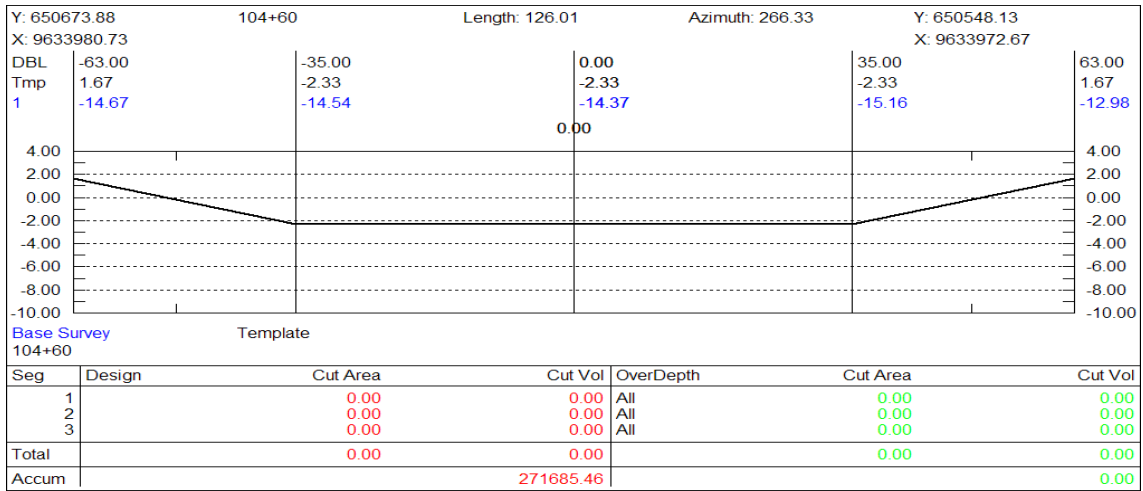 Y: 650673.88 104+60 Length: 126.01 Azimuth: 266.33 Y: 650548.13
X: 9633980.73 X: 9633972.67
DBL -63.00 -35.00 0.00 35.00 63.00
Tmp 1.67 -2.33 -2.33 -2.33 1.67
1 -14.67 -14.54 -14.37 -15.16 -12.98
0.00
4.00 4.00
2.00 2.00
0.00 0.00
-2.00 -2.00
-4.00 -4.00
-6.00 -6.00
-8.00 -8.00
-10.00 -10.00
Base Survey Template
104+60
Seg Design Cut Area Cut Vol OverDepth Cut Area Cut Vol
1 0.00 0.00 All 0.00 0.00
2 0.00 0.00 All 0.00 0.00
3 0.00 0.00 All 0.00 0.00
Total 0.00 0.00 0.00 0.00
Accum 271685.46 0.00